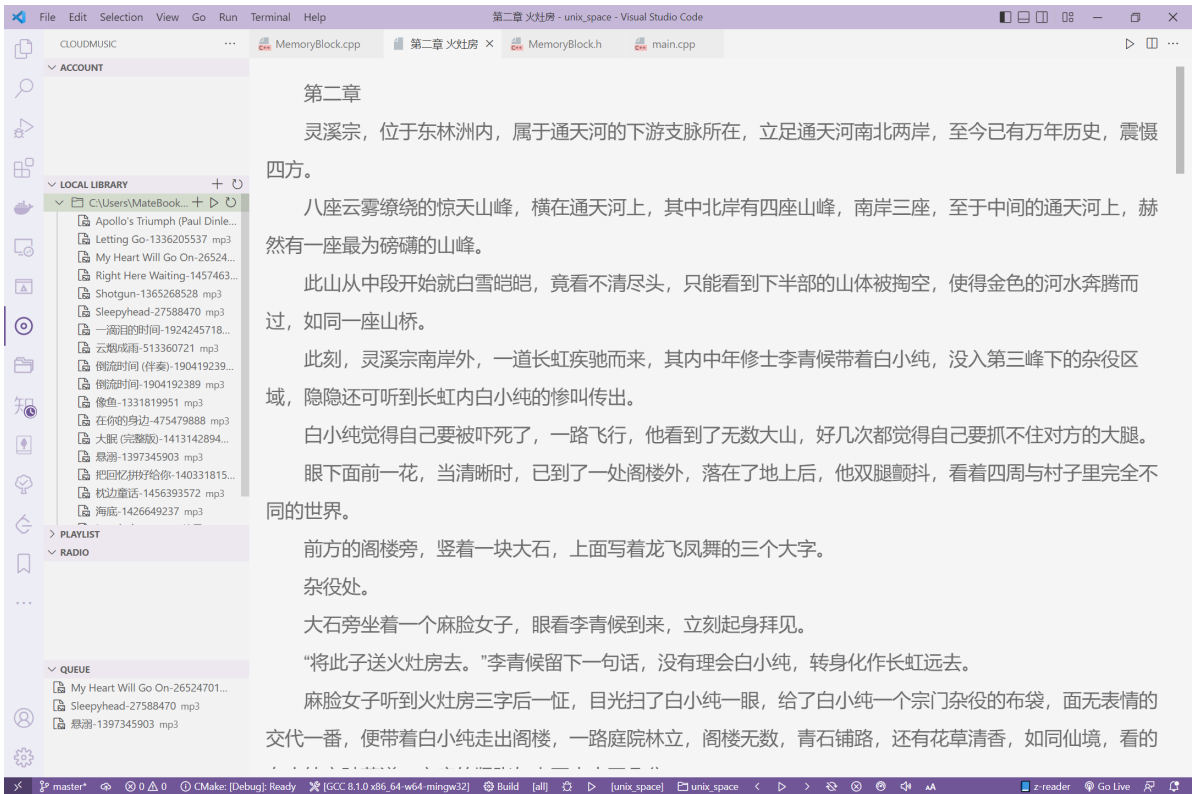 File Edit Selection View Go Run Terminal Help
第二章 火灶房 - unix_space - Visual Studio Code
CLOUDMUSIC
MemoryBlock.cpp
第二章 火灶房
MemoryBlock.h
main.cpp
ACCOUNT
LOCAL LIBRARY
C:\Users\MateBook...
Apollo's Triumph (Paul Dinle...
Letting Go-1336205537 mp3
My Heart Will Go On-26524...
Right Here Waiting-1457463...
Shotgun-1365268528 mp3
Sleepyhead-27588470 mp3
一滴泪的时间-1924245718...
云烟成雨-513360721 mp3
倒流时间 (伴奏)-190419239...
倒流时间-1904192389 mp3
像鱼-1331819951 mp3
在你的身边-475479888 mp3
大眠 (完整版)-1413142894...
悬溺-1397345903 mp3
把回忆拼好给你-140331815...
枕边童话-1456393572 mp3
海底-1426649237 mp3
PLAYLIST
RADIO
QUEUE
My Heart Will Go On-26524701...
Sleepyhead-27588470 mp3
悬溺-1397345903 mp3
第二章
灵溪宗，位于东林洲内，属于通天河的下游支脉所在，立足通天河南北两岸，至今已有万年历史，震慑
四方。
八座云雾缭绕的惊天山峰，横在通天河上，其中北岸有四座山峰，南岸三座，至于中间的通天河上，赫
然有一座最为磅礴的山峰。
此山从中段开始就白雪皑皑，竟看不清尽头，只能看到下半部的山体被掏空，使得金色的河水奔腾而
过，如同一座山桥。
此刻，灵溪宗南岸外，一道长虹疾驰而来，其内中年修士李青候带着白小纯，没入第三峰下的杂役区
域，隐隐还可听到长虹内白小纯的惨叫传出。
白小纯觉得自己要被吓死了，一路飞行，他看到了无数大山，好几次都觉得自己要抓不住对方的大腿。
眼下面前一花，当清晰时，已到了一处阁楼外，落在了地上后，他双腿颤抖，看着四周与村子里完全不
同的世界。
前方的阁楼旁，竖着一块大石，上面写着龙飞凤舞的三个大字。
杂役处。
大石旁坐着一个麻脸女子，眼看李青候到来，立刻起身拜见。
“将此子送火灶房去。”李青候留下一句话，没有理会白小纯，转身化作长虹远去。
麻脸女子听到火灶房三字后一怔，目光扫了白小纯一眼，给了白小纯一个宗门杂役的布袋，面无表情的
交代一番，便带着白小纯走出阁楼，一路庭院林立，阁楼无数，青石铺路，还有花草清香，如同仙境，看的
master* 0 0 CMake: [Debug]: Ready [GCC 8.1.0 x86_64-w64-mingw32] Build [all] [unix_space] unix_space z-reader Go Live